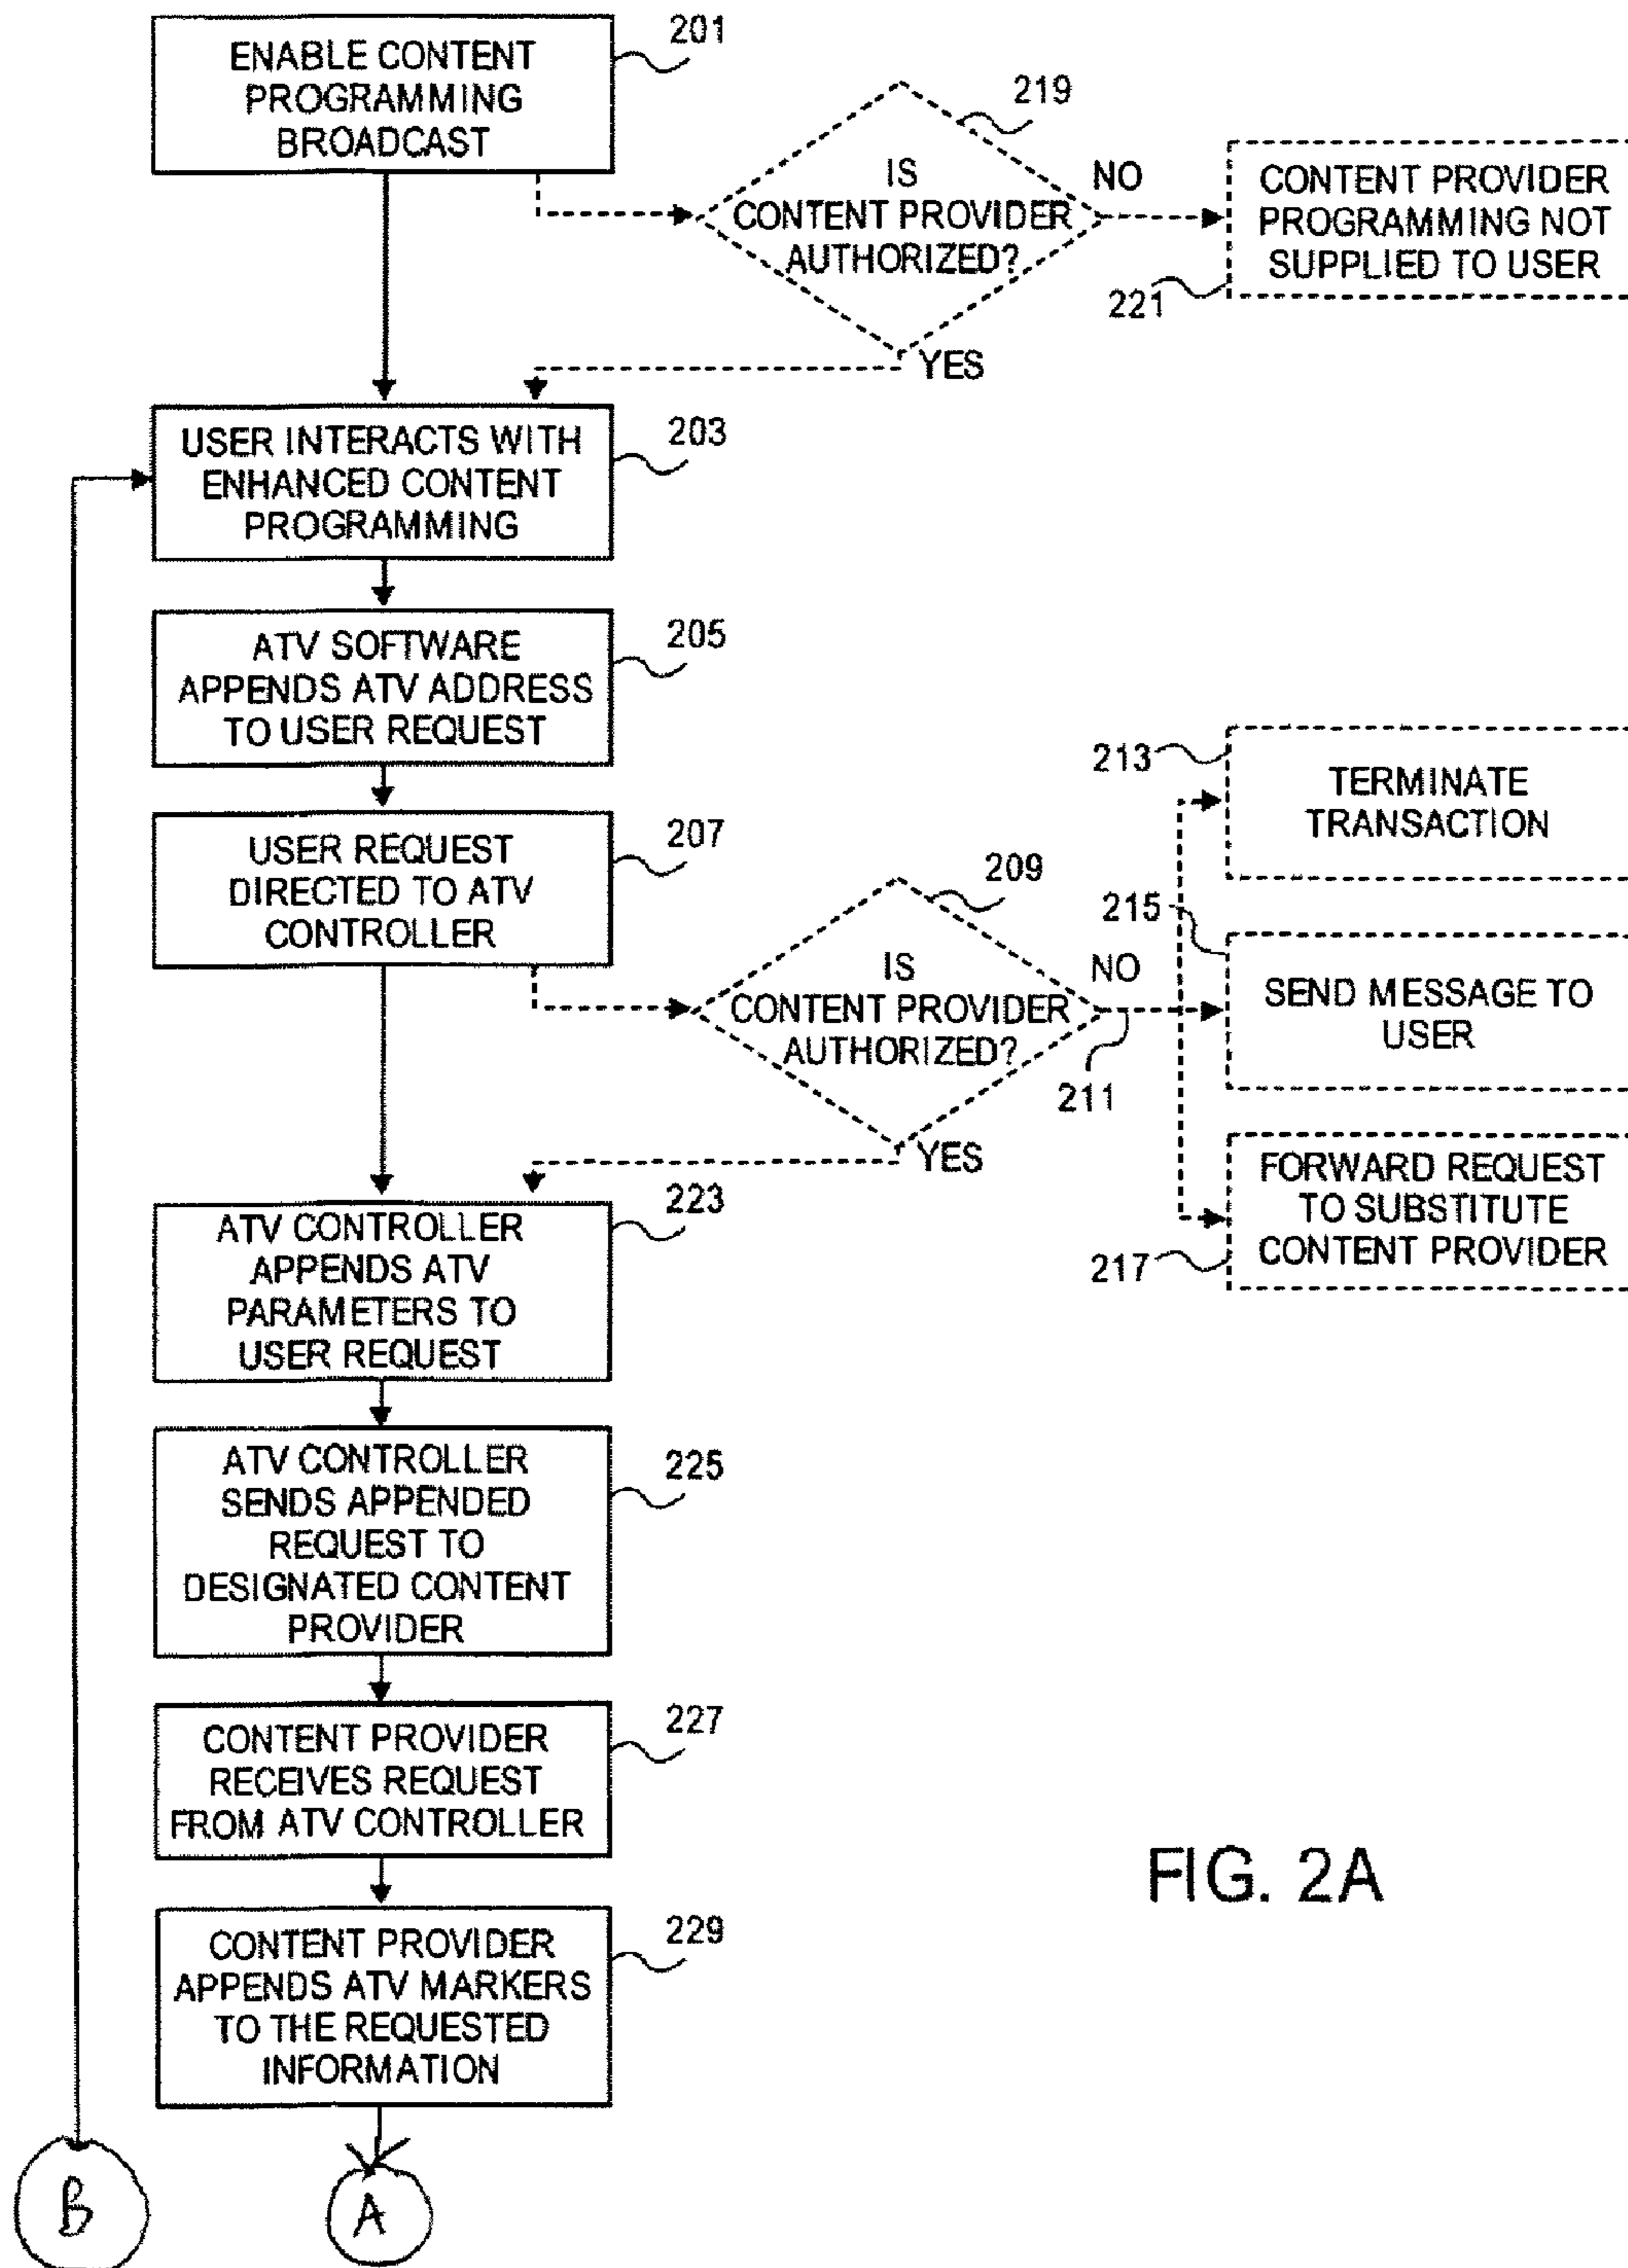 ENABLE CONTENT
PROGRAMMING
BROADCAST
201
219
IS
CONTENT PROVIDER
AUTHORIZED?
NO
YES
CONTENT PROVIDER
PROGRAMMING NOT
SUPPLIED TO USER
221
USER INTERACTS WITH
ENHANCED CONTENT
PROGRAMMING
203
ATV SOFTWARE
APPENDS ATV ADDRESS
TO USER REQUEST
205
USER REQUEST
DIRECTED TO ATV
CONTROLLER
207
209
IS
CONTENT PROVIDER
AUTHORIZED?
NO
211
YES
213
TERMINATE
TRANSACTION
215
SEND MESSAGE TO
USER
FORWARD REQUEST
TO SUBSTITUTE
CONTENT PROVIDER
217
ATV CONTROLLER
APPENDS ATV
PARAMETERS TO
USER REQUEST
223
ATV CONTROLLER
SENDS APPENDED
REQUEST TO
DESIGNATED CONTENT
PROVIDER
225
CONTENT PROVIDER
RECEIVES REQUEST
FROM ATV CONTROLLER
227
CONTENT PROVIDER
APPENDS ATV MARKERS
TO THE REQUESTED
INFORMATION
229
FIG. 2A
B
A